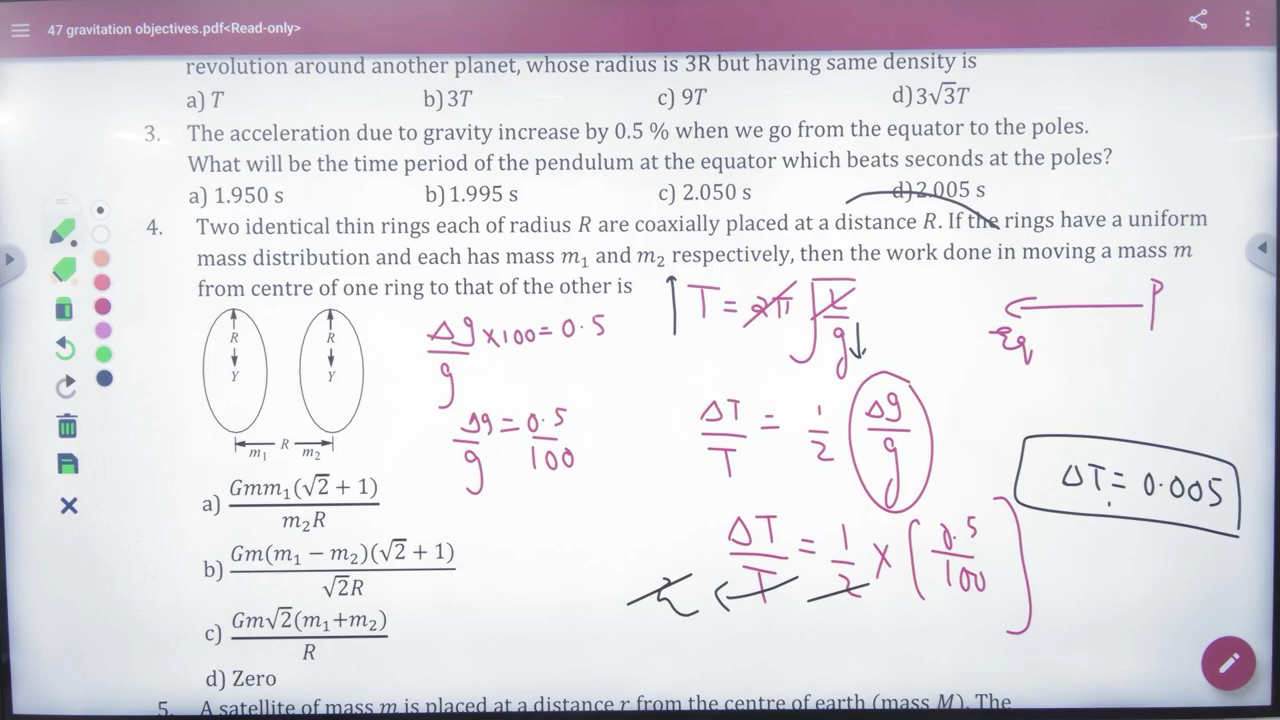 47 gravitation objectives.pdf<Read-only>
revolution around another planet, whose radius is 3R but having same density is
a) T b) 3T c) 9T d) 3√3T
3. The acceleration due to gravity increase by 0.5 % when we go from the equator to the poles.
What will be the time period of the pendulum at the equator which beats seconds at the poles?
a) 1.950 s b) 1.995 s c) 2.050 s d) 2.005 s
4. Two identical thin rings each of radius R are coaxially placed at a distance R. If the rings have a uniform
mass distribution and each has mass m₁ and m₂ respectively, then the work done in moving a mass m
from centre of one ring to that of the other is
R R
Y Y
R
m₁ m₂
a) Gmm₁(√2 + 1) / m₂R
b) Gm(m₁ − m₂)(√2 + 1) / √2R
c) Gm√2(m₁+m₂) / R
d) Zero
Δg/g ×100 = 0.5
Δg/g = 0.5/100
T = 2π √(l/g)
P
Eq
ΔT/T = 1/2 Δg/g
ΔT/T = 1/2 × (0.5/100)
2
ΔT = 0.005
5. A satellite of mass m is placed at a distance r from the centre of earth (mass M). The